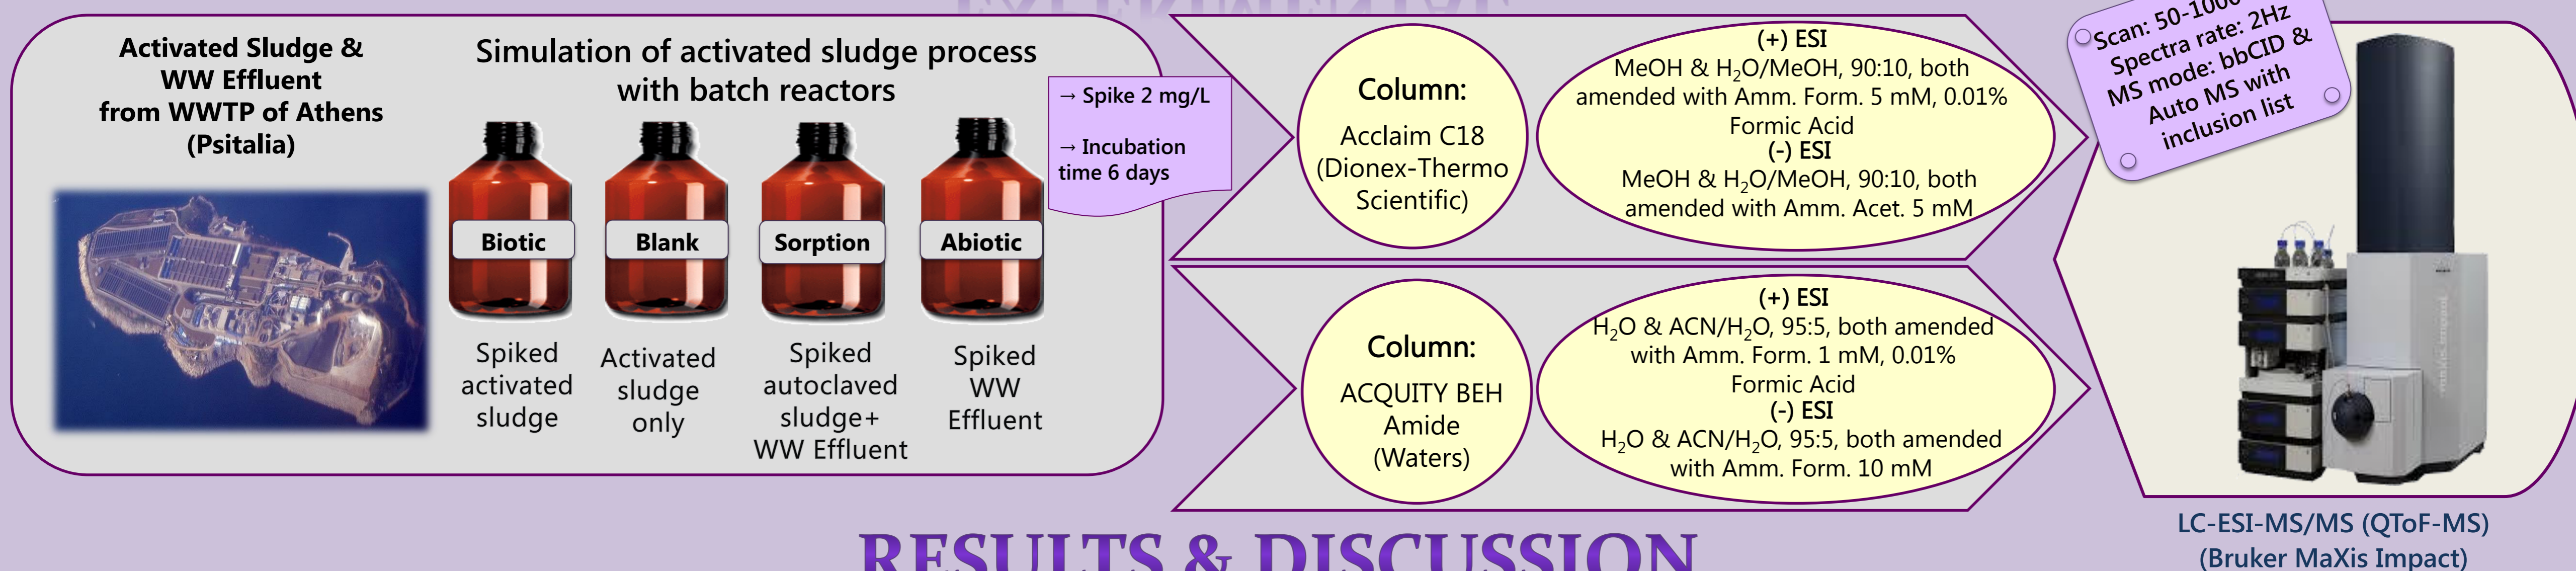 Activated Sludge &
WW Effluent
from WWTP of Athens
(Psitalia)
Simulation of activated sludge process
with batch reactors
Biotic
Blank
Sorption
Abiotic
Spiked
activated
sludge
Activated
sludge
only
Spiked
autoclaved
sludge+
WW Effluent
Spiked
WW
Effluent
→ Spike 2 mg/L
→ Incubation
time 6 days
Column:
Acclaim C18
(Dionex-Thermo
Scientific)
(+) ESI
MeOH & H₂O/MeOH, 90:10, both
amended with Amm. Form. 5 mM, 0.01%
Formic Acid
(-) ESI
MeOH & H₂O/MeOH, 90:10, both
amended with Amm. Acet. 5 mM
Column:
ACQUITY BEH
Amide
(Waters)
(+) ESI
H₂O & ACN/H₂O, 95:5, both amended
with Amm. Form. 1 mM, 0.01%
Formic Acid
(-) ESI
H₂O & ACN/H₂O, 95:5, both amended
with Amm. Form. 10 mM
Scan: 50-1000
Spectra rate: 2Hz
MS mode: bbCID &
Auto MS with
inclusion list
maXis impact
LC-ESI-MS/MS (QToF-MS)
(Bruker MaXis Impact)
RESULTS & DISCUSSION